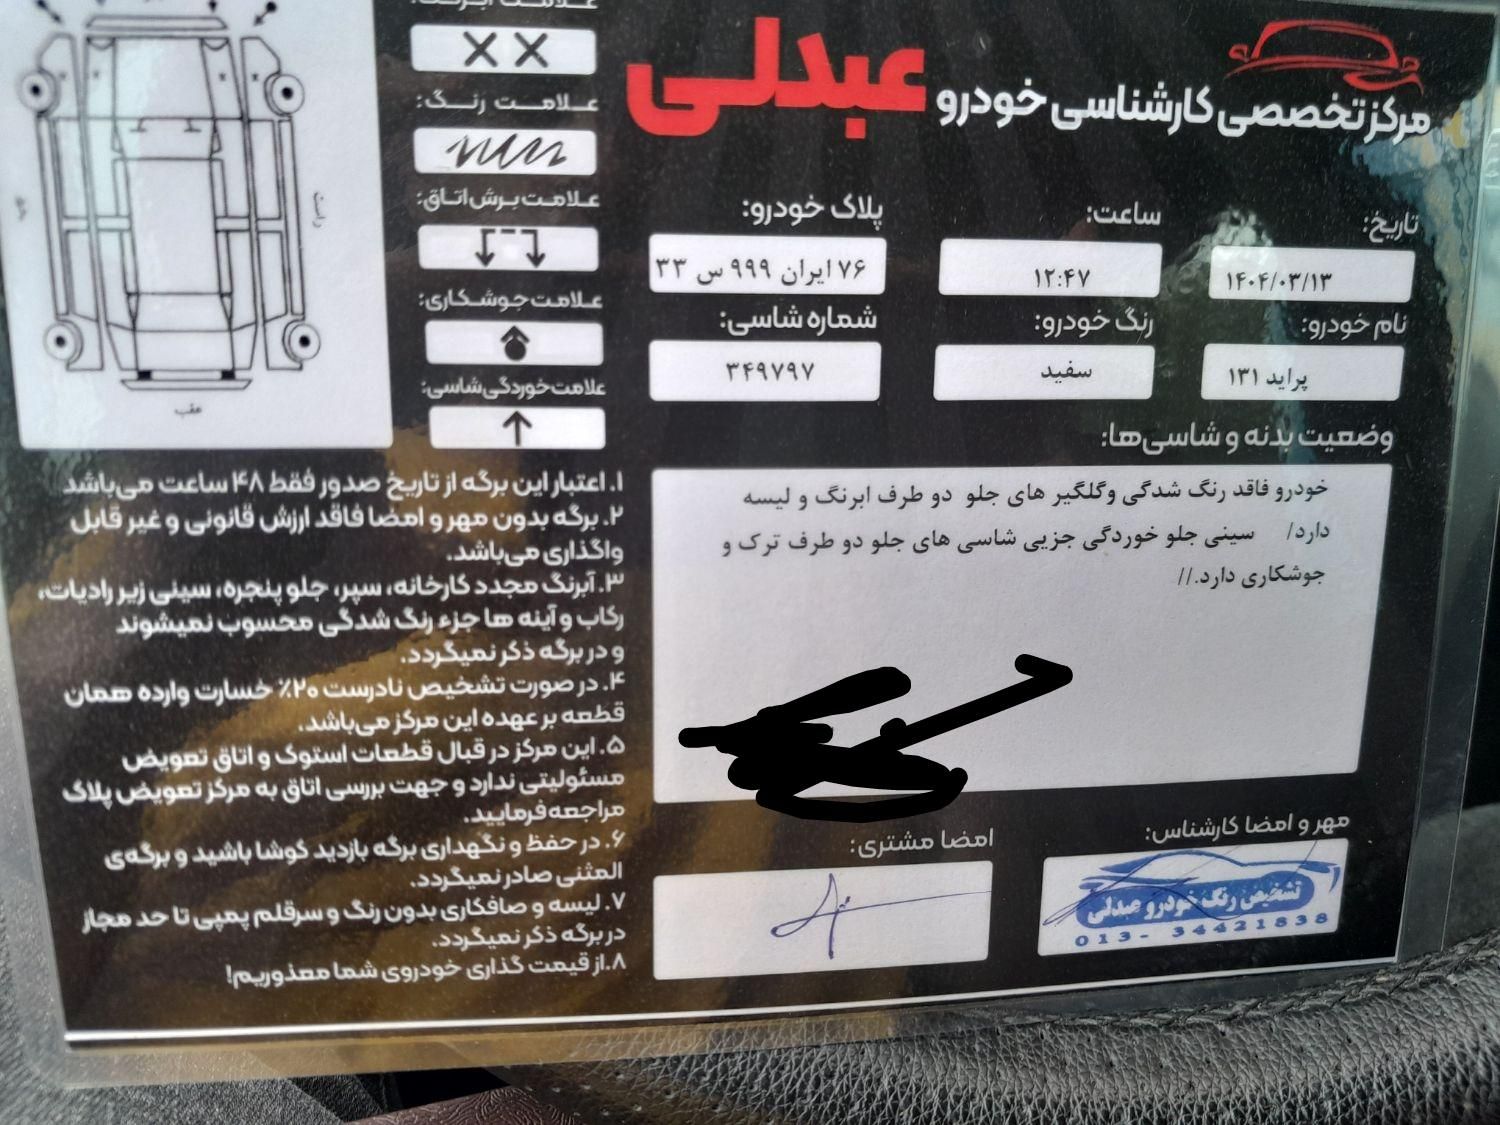 مرکز تخصصی کارشناسی خودرو عبدلی
تاریخ:
ساعت:
پلاک خودرو:
۱۴۰۴/۰۳/۱۳
۱۲:۴۷
۷۶ ایران ۹۹۹ س ۳۳
نام خودرو:
رنگ خودرو:
شماره شاسی:
پراید ۱۳۱
سفید
۳۴۹۷۹۷
وضعیت بدنه و شاسی‌ها:
خودرو فاقد رنگ شدگی وگلگیر های جلو دو طرف ابرنگ و لیسه
دارد/ سینی جلو خوردگی جزیی شاسی های جلو دو طرف ترک و
جوشکاری دارد.//
مهر و امضا کارشناس:
امضا مشتری:
تشخیص رنگ خودرو عبدلی
013- 34421838
XX
علامت رنگ:
علامت برش اتاق:
علامت جوشکاری:
علامت خوردگی شاسی:
راست
عقب
۱. اعتبار این برگه از تاریخ صدور فقط ۴۸ ساعت می‌باشد
۲. برگه بدون مهر و امضا فاقد ارزش قانونی و غیر قابل
واگذاری می‌باشد.
۳. آبرنگ مجدد کارخانه، سپر، جلو پنجره، سینی زیر رادیات،
رکاب و آینه ها جزء رنگ شدگی محسوب نمیشوند
و در برگه ذکر نمیگردد.
۴. در صورت تشخیص نادرست ۲۰٪ خسارت وارده همان
قطعه بر عهده این مرکز می‌باشد.
۵. این مرکز در قبال قطعات استوک و اتاق تعویض
مسئولیتی ندارد و جهت بررسی اتاق به مرکز تعویض پلاک
مراجعه فرمایید.
۶. در حفظ و نگهداری برگه بازدید کوشا باشید و برگه‌ی
المثنی صادر نمیگردد.
۷. لیسه و صافکاری بدون رنگ و سرقلم پمپی تا حد مجاز
در برگه ذکر نمیگردد.
۸. از قیمت گذاری خودروی شما معذوریم!